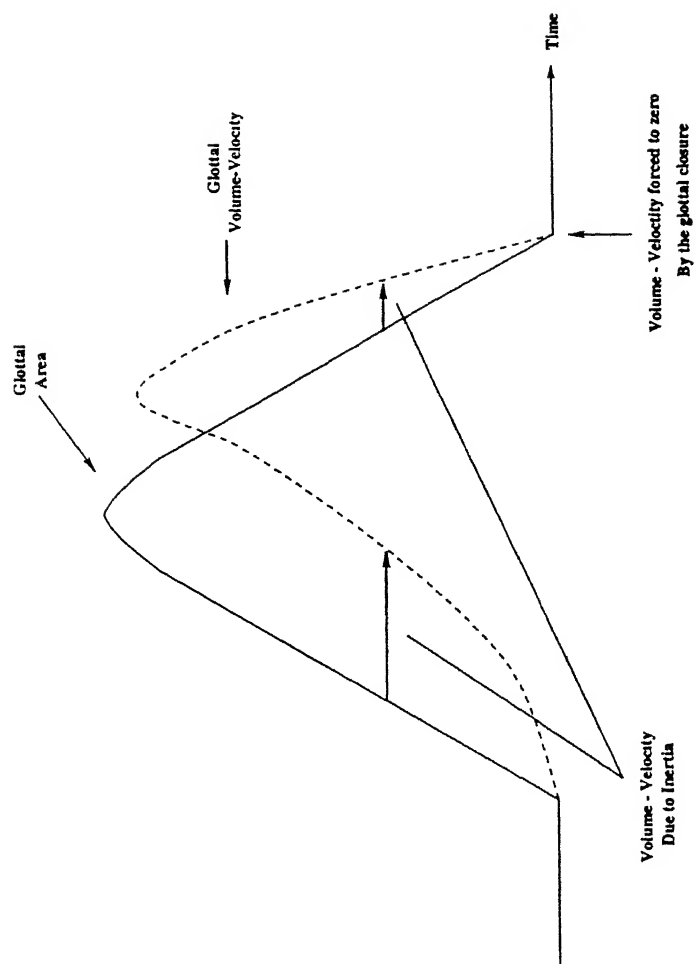 Glottal
Area
Glottal
Volume-Velocity
Time
Volume - Velocity
Due to Inertia
Volume - Veloctity forced to zero
By the glottal closure